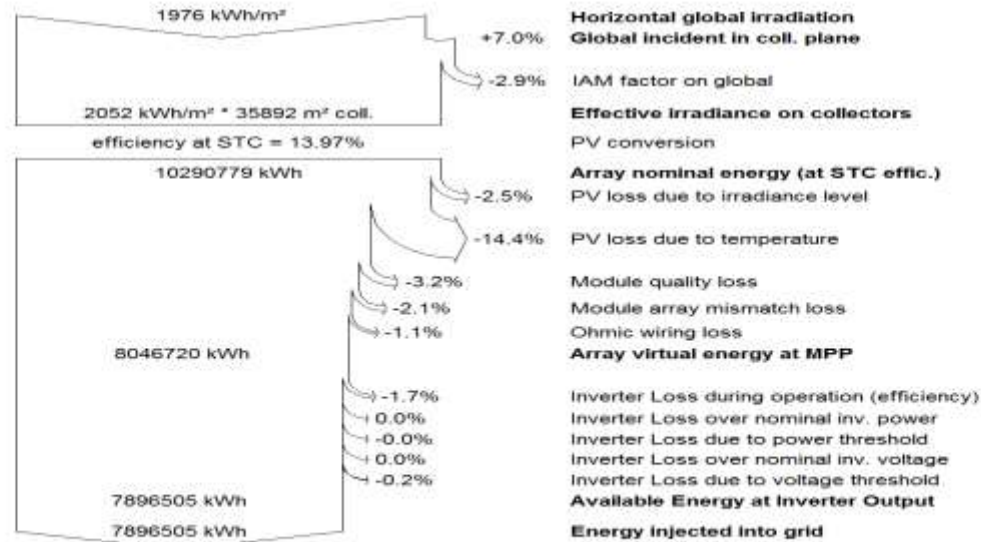 1976 kWh/m² Horizontal global irradiation
+7.0% Global incident in coll. plane
-2.9% IAM factor on global
2052 kWh/m² * 35892 m² coll. Effective irradiance on collectors
efficiency at STC = 13.97% PV conversion
10290779 kWh Array nominal energy (at STC effic.)
-2.5% PV loss due to irradiance level
-14.4% PV loss due to temperature
-3.2% Module quality loss
-2.1% Module array mismatch loss
-1.1% Ohmic wiring loss
8046720 kWh Array virtual energy at MPP
-1.7% Inverter Loss during operation (efficiency)
0.0% Inverter Loss over nominal inv. power
-0.0% Inverter Loss due to power threshold
0.0% Inverter Loss over nominal inv. voltage
-0.2% Inverter Loss due to voltage threshold
7896505 kWh Available Energy at Inverter Output
7896505 kWh Energy injected into grid